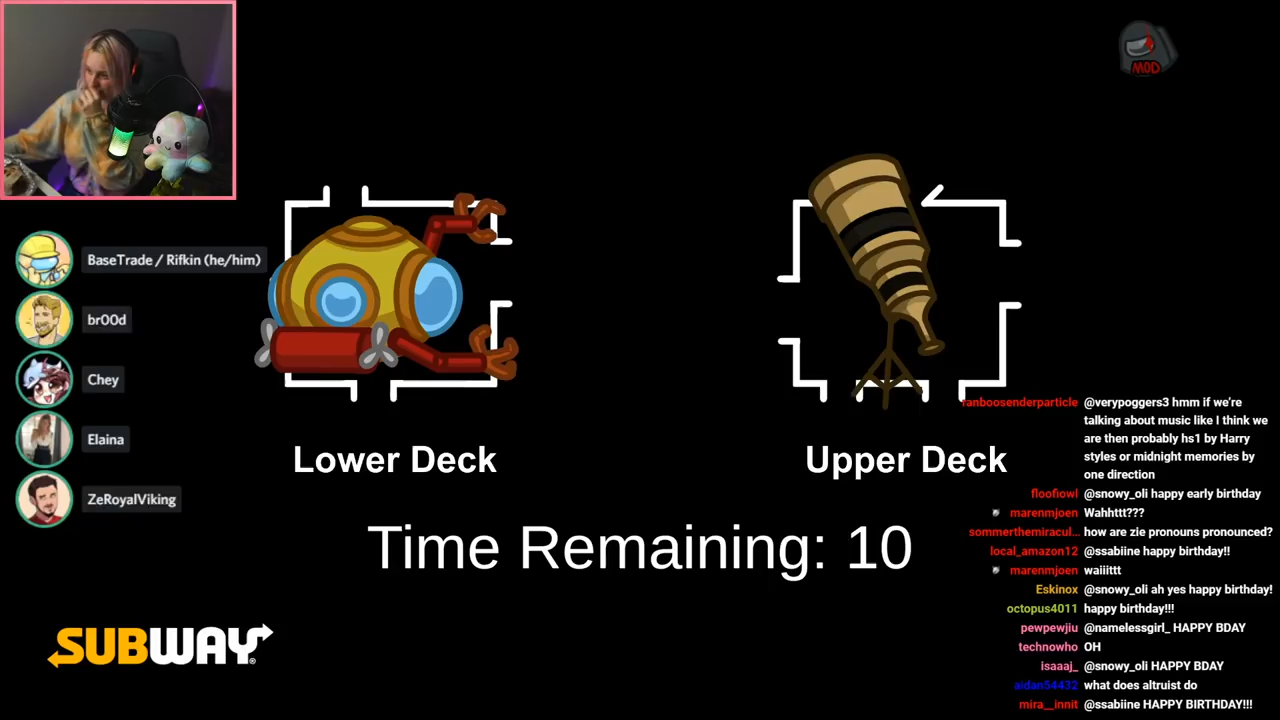 MOD
BaseTrade / Rifkin (he/him)
br00d
Chey
Elaina
ZeRoyalViking
Lower Deck
Upper Deck
Time Remaining: 10
SUBWAY
ranboosenderparticle @verypoggers3 hmm if we're
talking about music like I think we
are then probably hs1 by Harry
styles or midnight memories by
one direction
floofiowl @snowy_oli happy early birthday
marenmjoen Wahhttt???
sommerthemiracul... how are zie pronouns pronounced?
local_amazon12 @ssabiine happy birthday!!
marenmjoen waiiittt
Eskinox @snowy_oli ah yes happy birthday!
octopus4011 happy birthday!!!
pewpewjiu @namelessgirl_ HAPPY BDAY
technowho OH
isaaaj_ @snowy_oli HAPPY BDAY
aidan54432 what does altruist do
mira__innit @ssabiine HAPPY BIRTHDAY!!!